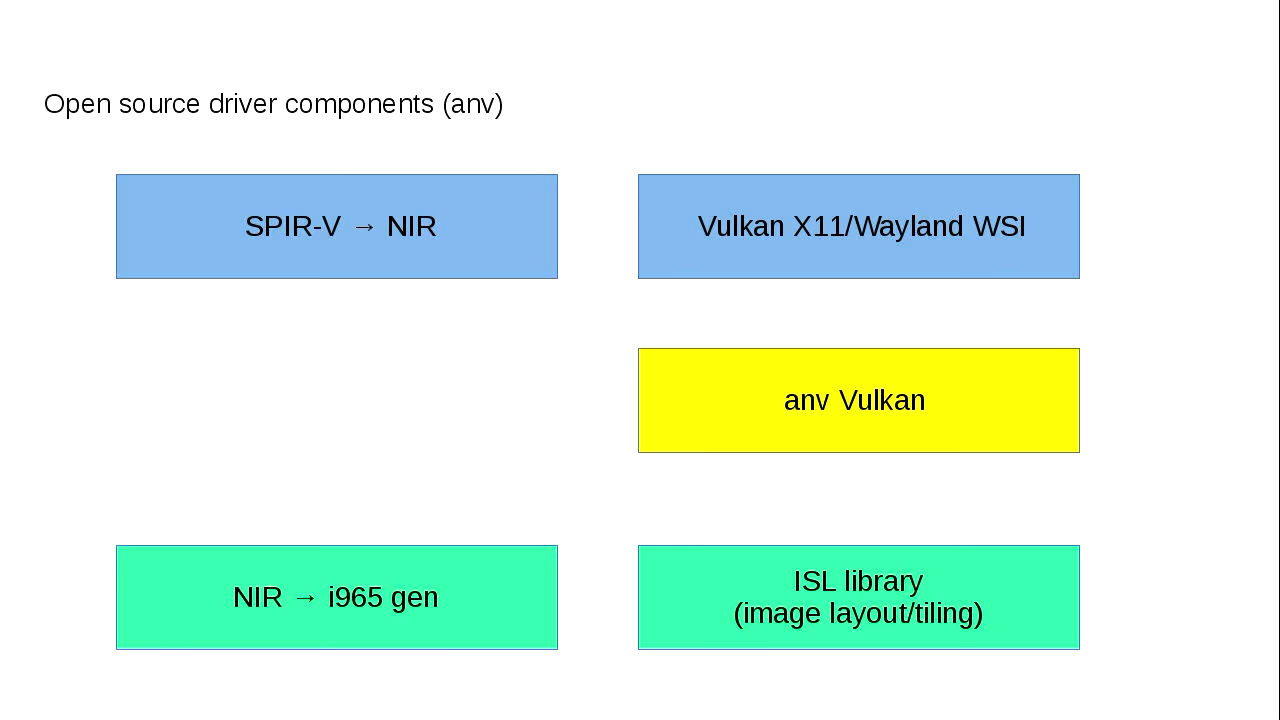 Open source driver components (anv)
SPIR-V → NIR
Vulkan X11/Wayland WSI
anv Vulkan
NIR → i965 gen
ISL library
(image layout/tiling)